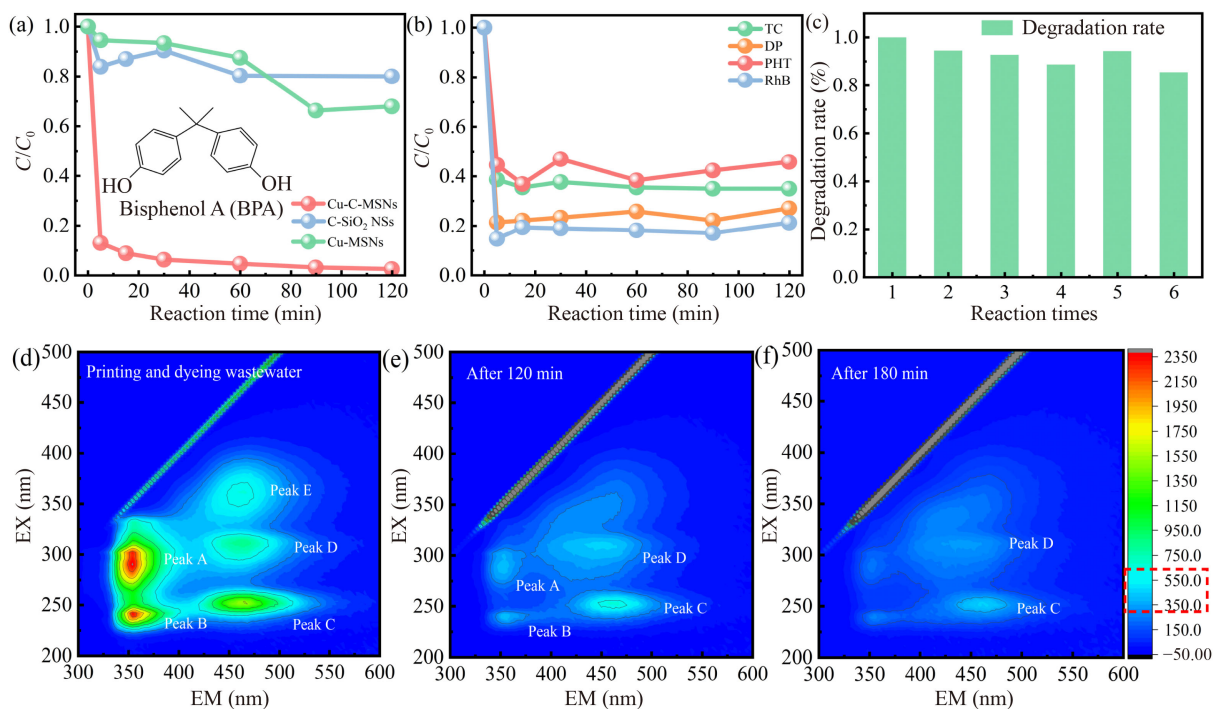 (a)
1.0
0.8
0.6
0.4
0.2
0.0
C/C0
0 20 40 60 80 100 120
Reaction time (min)
HO
OH
Bisphenol A (BPA)
Cu-C-MSNs
C-SiO2 NSs
Cu-MSNs
(b)
1.0
0.8
0.6
0.4
0.2
0.0
C/C0
0 20 40 60 80 100 120
Reaction time (min)
TC
DP
PHT
RhB
(c)
Degradation rate
1.0
0.8
0.6
0.4
0.2
0.0
Degradation rate (%)
1 2 3 4 5 6
Reaction times
(d)
500
450
400
350
300
250
200
EX (nm)
Printing and dyeing wastewater
Peak E
Peak D
Peak A
Peak B
Peak C
300 350 400 450 500 550 600
EM (nm)
(e)
500
450
400
350
300
250
200
EX (nm)
After 120 min
Peak D
Peak A
Peak C
Peak B
300 350 400 450 500 550 600
EM (nm)
(f)
500
450
400
350
300
250
200
EX (nm)
After 180 min
Peak D
Peak C
300 350 400 450 500 550 600
EM (nm)
2350
2150
1950
1750
1550
1350
1150
950.0
750.0
550.0
350.0
150.0
−50.00